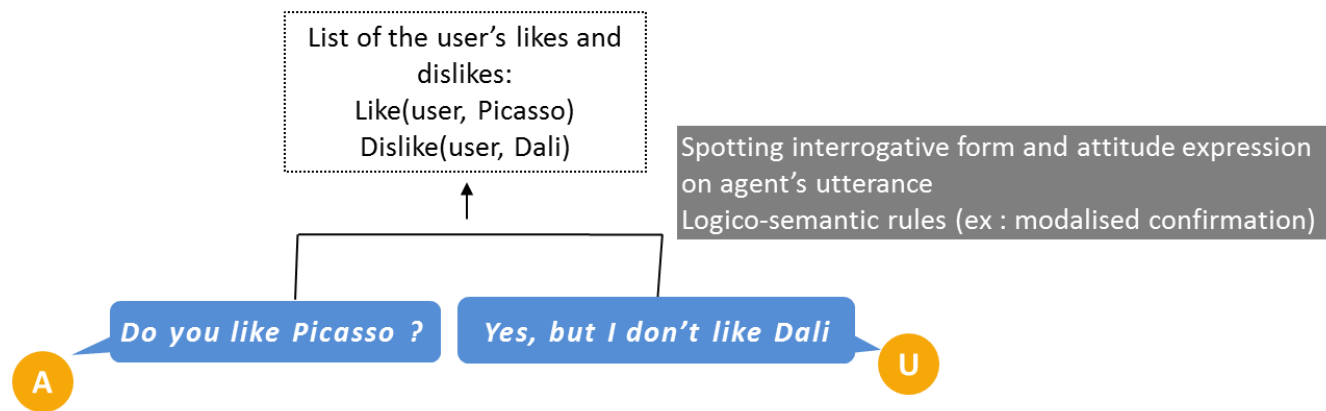 List of the user’s likes and
dislikes:
Like(user, Picasso)
Dislike(user, Dali)
Spotting interrogative form and attitude expression
on agent’s utterance
Logico-semantic rules (ex : modalised confirmation)
Do you like Picasso ?
Yes, but I don’t like Dali
A
U